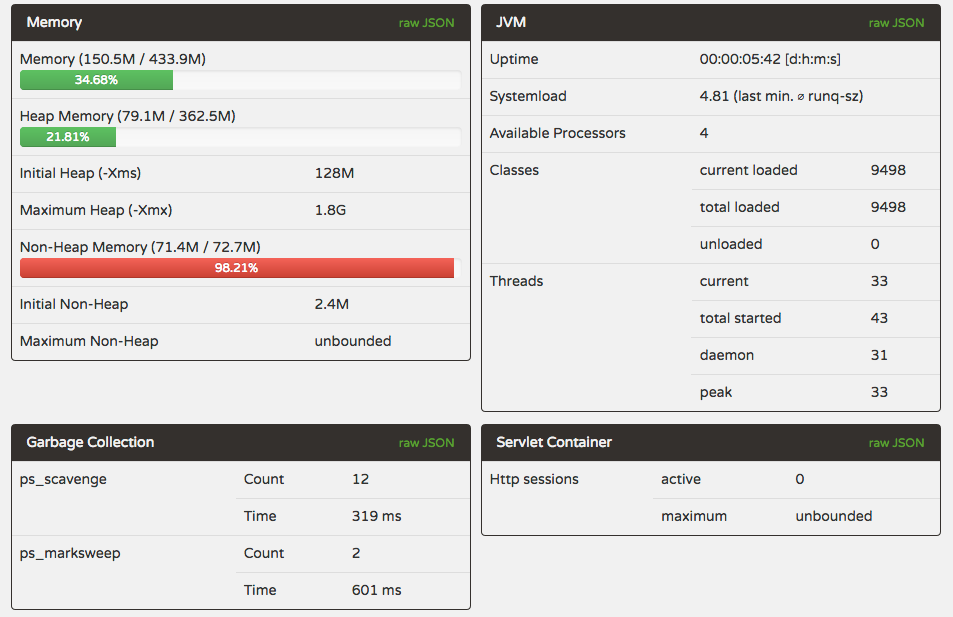 Memory raw JSON
Memory (150.5M / 433.9M)
34.68%
Heap Memory (79.1M / 362.5M)
21.81%
Initial Heap (-Xms) 128M
Maximum Heap (-Xmx) 1.8G
Non-Heap Memory (71.4M / 72.7M)
98.21%
Initial Non-Heap 2.4M
Maximum Non-Heap unbounded
JVM raw JSON
Uptime 00:00:05:42 [d:h:m:s]
Systemload 4.81 (last min. ⌀ runq-sz)
Available Processors 4
Classes current loaded 9498
total loaded 9498
unloaded 0
Threads current 33
total started 43
daemon 31
peak 33
Garbage Collection raw JSON
ps_scavenge Count 12
Time 319 ms
ps_marksweep Count 2
Time 601 ms
Servlet Container raw JSON
Http sessions active 0
maximum unbounded